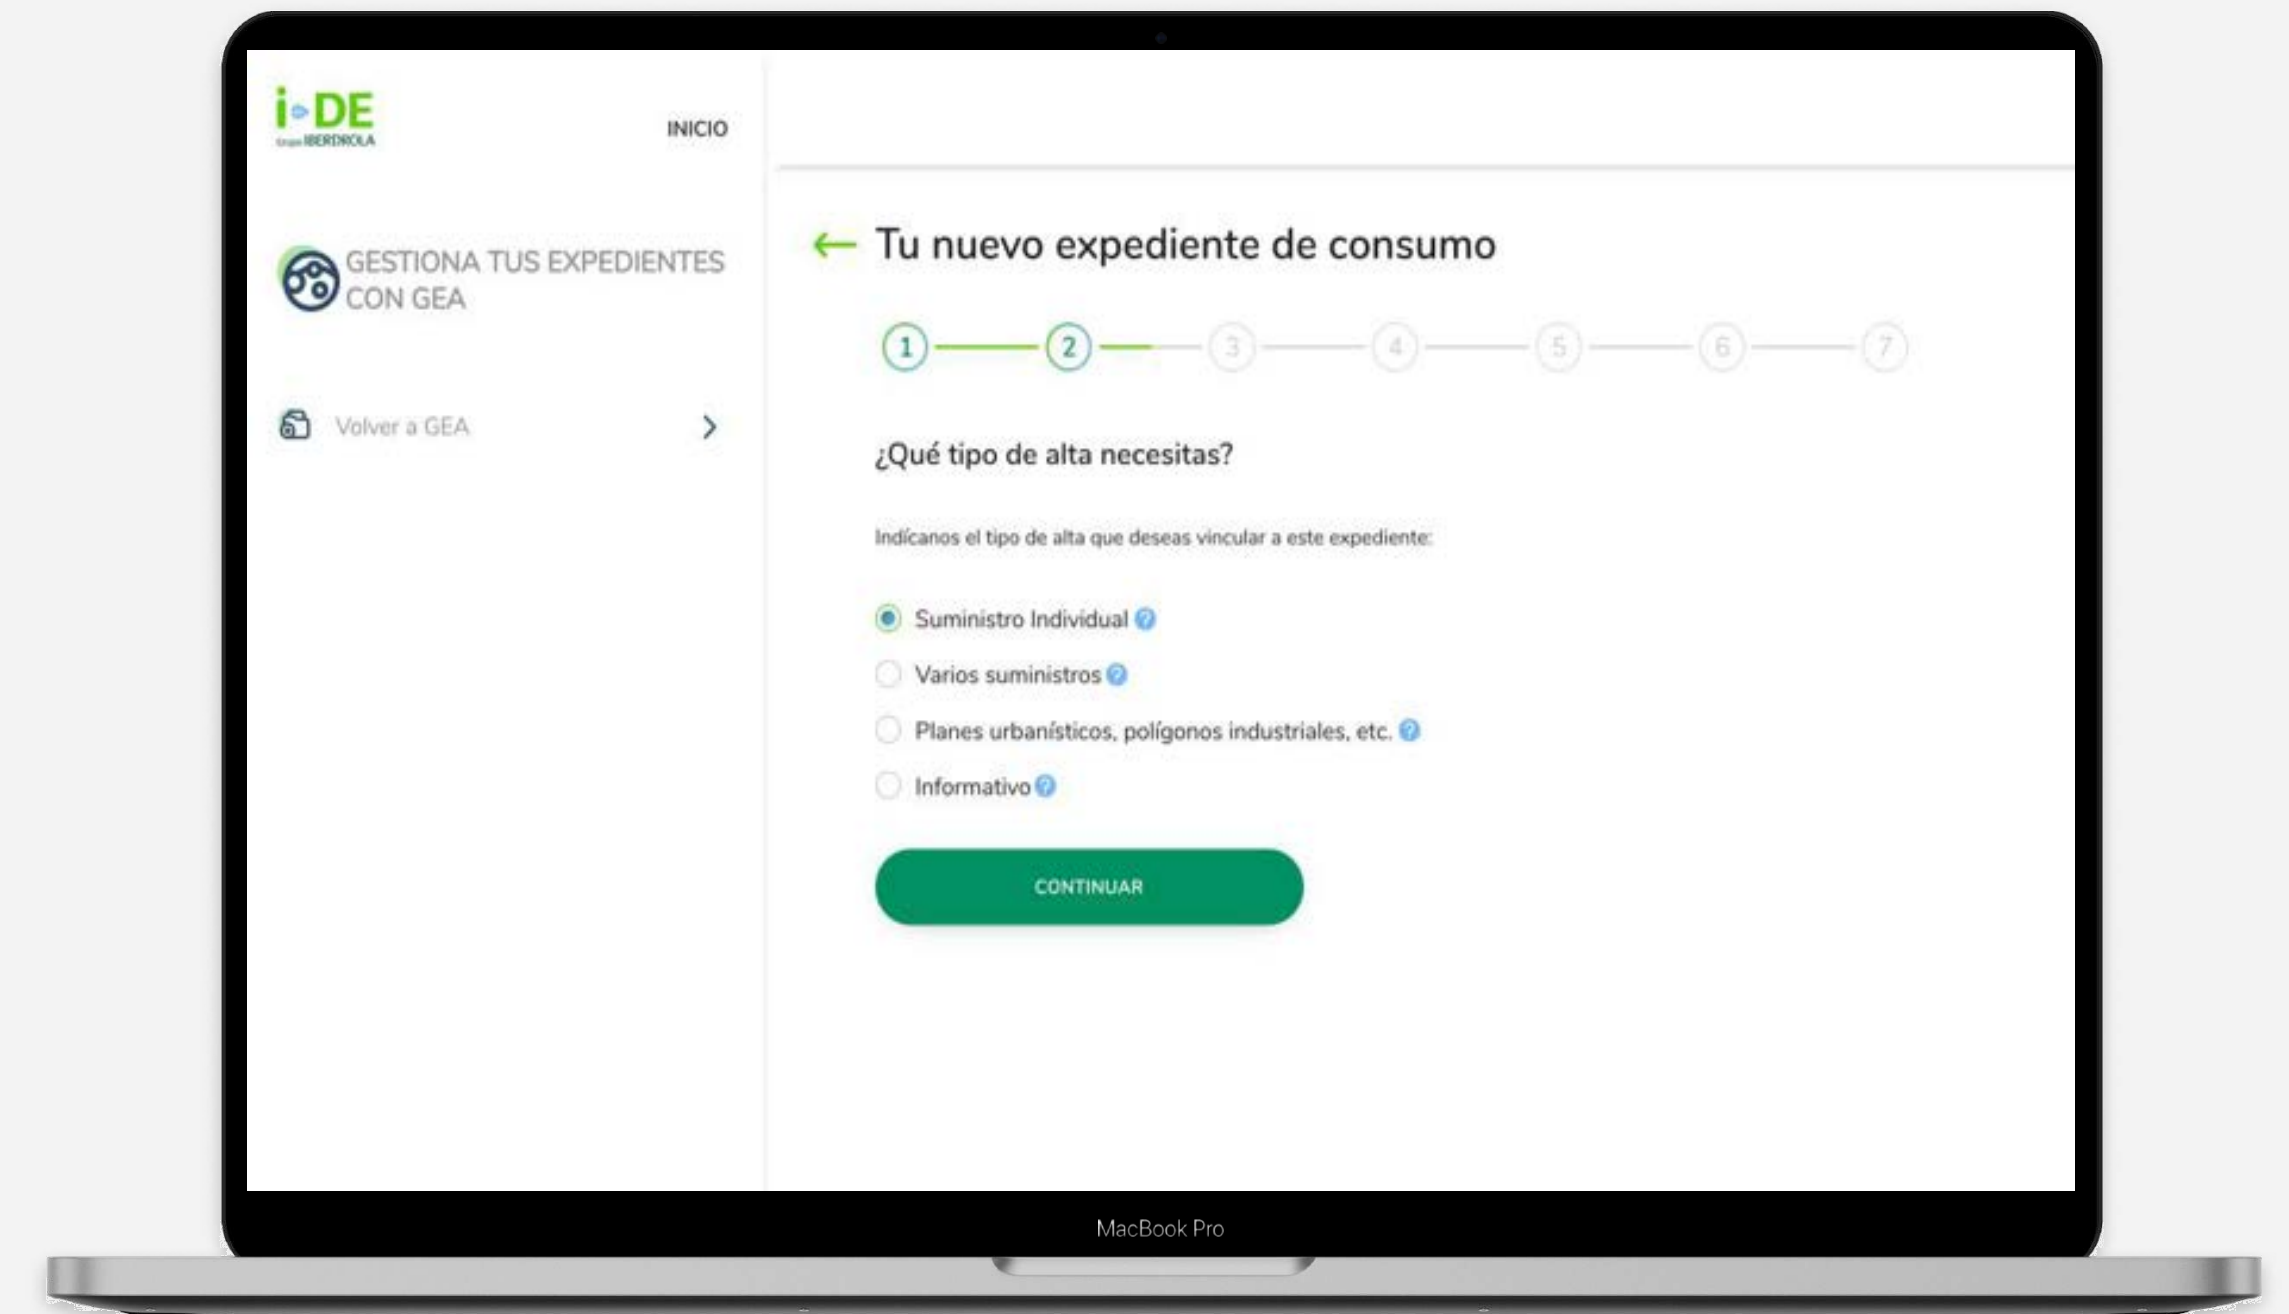 i-DE
Grupo IBERDROLA
INICIO
GESTIONA TUS EXPEDIENTES
CON GEA
Volver a GEA
Tu nuevo expediente de consumo
1 2 3 4 5 6 7
¿Qué tipo de alta necesitas?
Indícanos el tipo de alta que deseas vincular a este expediente:
Suministro Individual ?
Varios suministros ?
Planes urbanísticos, polígonos industriales, etc. ?
Informativo ?
CONTINUAR
MacBook Pro